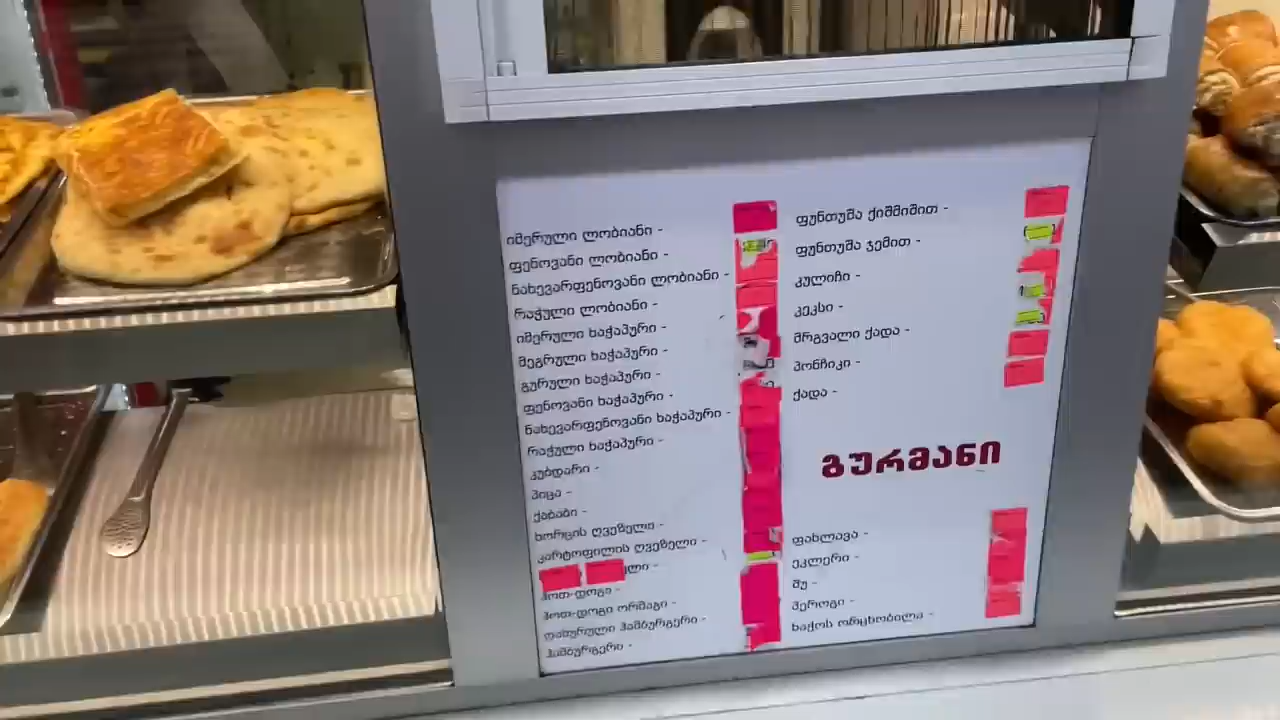 იმერული ლობიანი -
ფენოვანი ლობიანი -
ნახევარფენოვანი ლობიანი -
რაჭული ლობიანი -
იმერული ხაჭაპური -
მეგრული ხაჭაპური -
გურული ხაჭაპური -
ფენოვანი ხაჭაპური -
ნახევარფენოვანი ხაჭაპური -
რაჭული ხაჭაპური -
კუბდარი -
პიცა -
ქაბაბი -
ხორცის ღვეზელი -
კარტოფილის ღვეზელი -
ჰოთ-დოგი -
ჰოთ-დოგი ორმაგი -
დახურული ჰამბურგერი -
ჰამბურგერი -
ფუნთუშა ქიშმიშით -
ფუნთუშა ჯემით -
კულიჩი -
კექსი -
მრგვალი ქადა -
პონჩიკი -
ქადა -
გურმანი
ფახლავა -
ეკლერი -
შუ -
პეროგი -
ხაჭოს ორცხობილა -